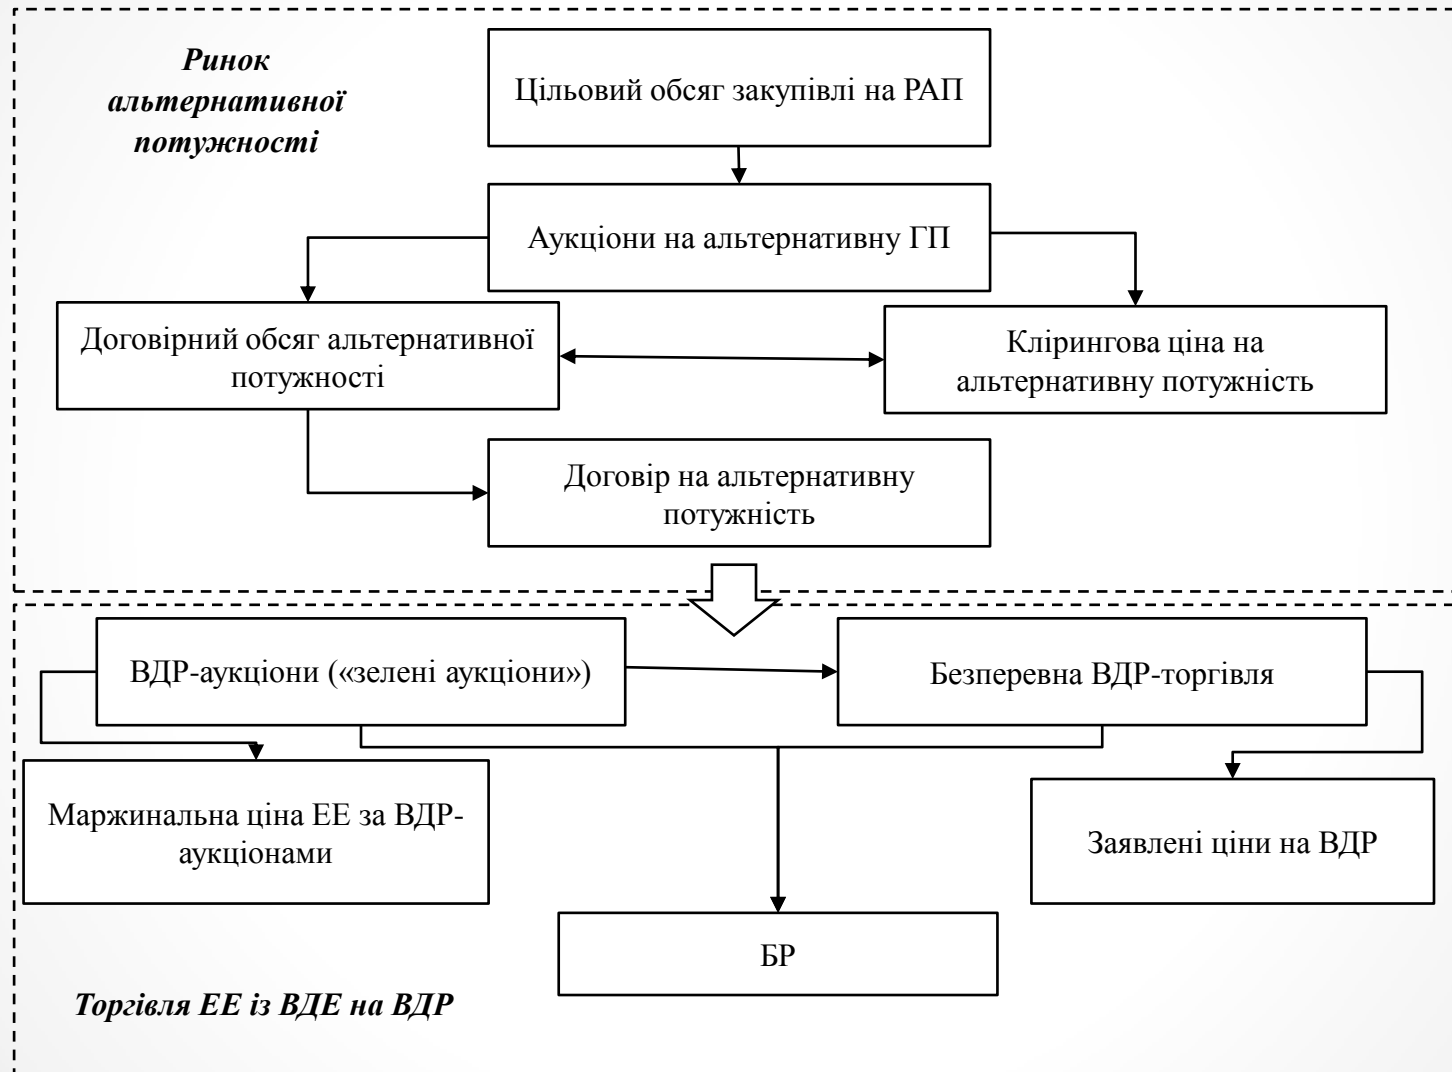 Ринок
альтернативної
потужності
Цільовий обсяг закупівлі на РАП
Аукціони на альтернативну ГП
Договірний обсяг альтернативної
потужності
Клірингова ціна на
альтернативну потужність
Договір на альтернативну
потужність
ВДР-аукціони («зелені аукціони»)
Безперевна ВДР-торгівля
Маржинальна ціна ЕЕ за ВДР-
аукціонами
Заявлені ціни на ВДР
БР
Торгівля ЕЕ із ВДЕ на ВДР